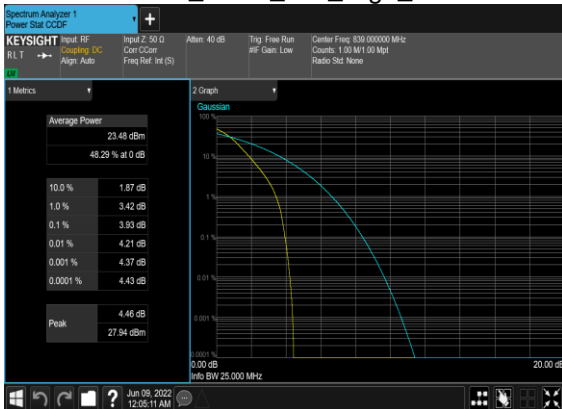 Spectrum Analyzer 1
Power Stat CCDF
KEYSIGHT
RLT
Input: RF
Coupling: DC
Align: Auto
Input Z: 50 Ω
Corr CCorr
Freq Ref: Int (S)
Atten: 40 dB
Trig: Free Run
#IF Gain: Low
Center Freq: 839.000000 MHz
Counts: 1.00 M/1.00 Mpt
Radio Std: None
1 Metrics
Average Power
23.48 dBm
48.29 % at 0 dB
10.0 % 1.87 dB
1.0 % 3.42 dB
0.1 % 3.93 dB
0.01 % 4.21 dB
0.001 % 4.37 dB
0.0001 % 4.43 dB
Peak
4.46 dB
27.94 dBm
2 Graph
Gaussian
100 %
10 %
1 %
0.1 %
0.01 %
0.001 %
0.0001 %
0.00 dB
20.00 dB
Info BW 25.000 MHz
Jun 09, 2022
12:05:11 AM